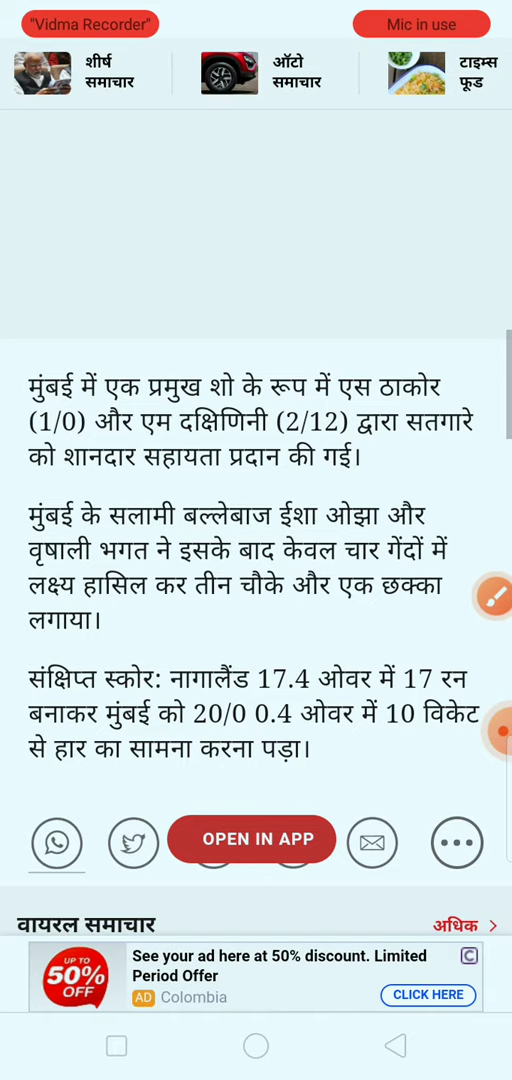 "Vidma Recorder"
Mic in use
शीर्ष
समाचार
ऑटो
समाचार
टाइम्स
फूड
मुंबई में एक प्रमुख शो के रूप में एस ठाकोर
(1/0) और एम दक्षिणिनी (2/12) द्वारा सतगारे
को शानदार सहायता प्रदान की गई।
मुंबई के सलामी बल्लेबाज ईशा ओझा और
वृषाली भगत ने इसके बाद केवल चार गेंदों में
लक्ष्य हासिल कर तीन चौके और एक छक्का
लगाया।
संक्षिप्त स्कोर: नागालैंड 17.4 ओवर में 17 रन
बनाकर मुंबई को 20/0 0.4 ओवर में 10 विकेट
से हार का सामना करना पड़ा।
OPEN IN APP
वायरल समाचार
अधिक
UP TO
50%
OFF
See your ad here at 50% discount. Limited
Period Offer
AD Colombia
CLICK HERE